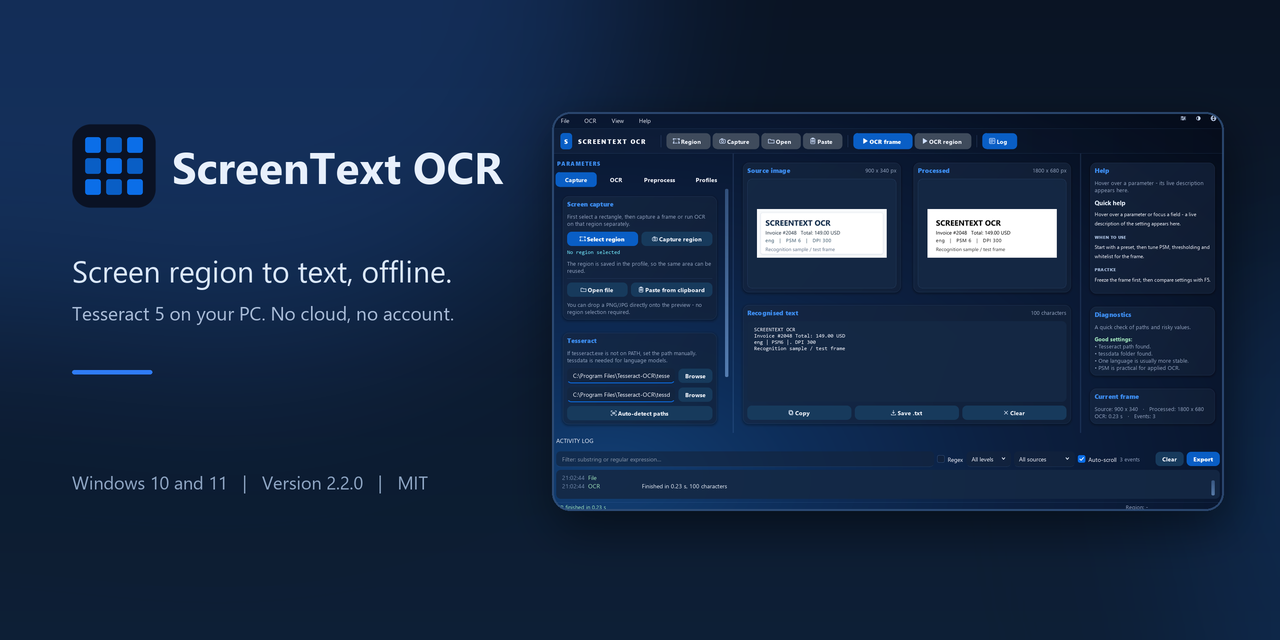 ScreenText OCR
Screen region to text, offline.
Tesseract 5 on your PC. No cloud, no account.
Windows 10 and 11 | Version 2.2.0 | MIT
File OCR View Help
S SCREENTEXT OCR Region Capture Open Paste OCR frame OCR region Log
PARAMETERS
Capture OCR Preprocess Profiles
Screen capture
First select a rectangle, then capture a frame or run OCR
on that region separately.
Select region Capture region
No region selected
The region is saved in the profile, so the same area can be
reused.
Open file Paste from clipboard
You can drop a PNG/JPG directly onto the preview - no
region selection required.
Tesseract
If tesseract.exe is not on PATH, set the path manually.
tessdata is needed for language models.
C:\Program Files\Tesseract-OCR\tesse Browse
C:\Program Files\Tesseract-OCR\tessd Browse
Auto-detect paths
Source image 900 x 340 px
SCREENTEXT OCR
Invoice #2048 Total: 149.00 USD
eng | PSM 6 | DPI 300
Recognition sample / test frame
Processed 1800 x 680 px
SCREENTEXT OCR
Invoice #2048 Total: 149.00 USD
eng | PSM 6 | DPI 300
Recognition sample / test frame
Recognised text 100 characters
SCREENTEXT OCR
Invoice #2048 Total: 149.00 USD
eng | PSM6 |. DPI 300
Recognition sample / test frame
Copy Save .txt Clear
Help
Hover over a parameter - its live description
appears here.
Quick help
Hover over a parameter or focus a field - a live
description of the setting appears here.
WHEN TO USE
Start with a preset, then tune PSM, thresholding and
whitelist for the frame.
PRACTICE
Freeze the frame first, then compare settings with F5.
Diagnostics
A quick check of paths and risky values.
Good settings:
• Tesseract path found.
• tessdata folder found.
• One language is usually more stable.
• PSM is practical for applied OCR.
Current frame
Source: 900 x 340 · Processed: 1800 x 680
OCR: 0.23 s · Events: 3
ACTIVITY LOG
Filter: substring or regular expression... Regex All levels All sources Auto-scroll 3 events Clear Export
21:02:44 File
21:02:44 OCR Finished in 0.23 s, 100 characters
finished in 0.23 s. Region: -